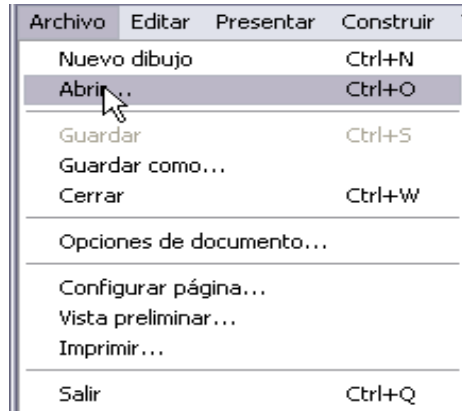 Archivo Editar Presentar Construir
Nuevo dibujo Ctrl+N
Abrir... Ctrl+O
Guardar Ctrl+S
Guardar como...
Cerrar Ctrl+W
Opciones de documento...
Configurar página...
Vista preliminar...
Imprimir...
Salir Ctrl+Q